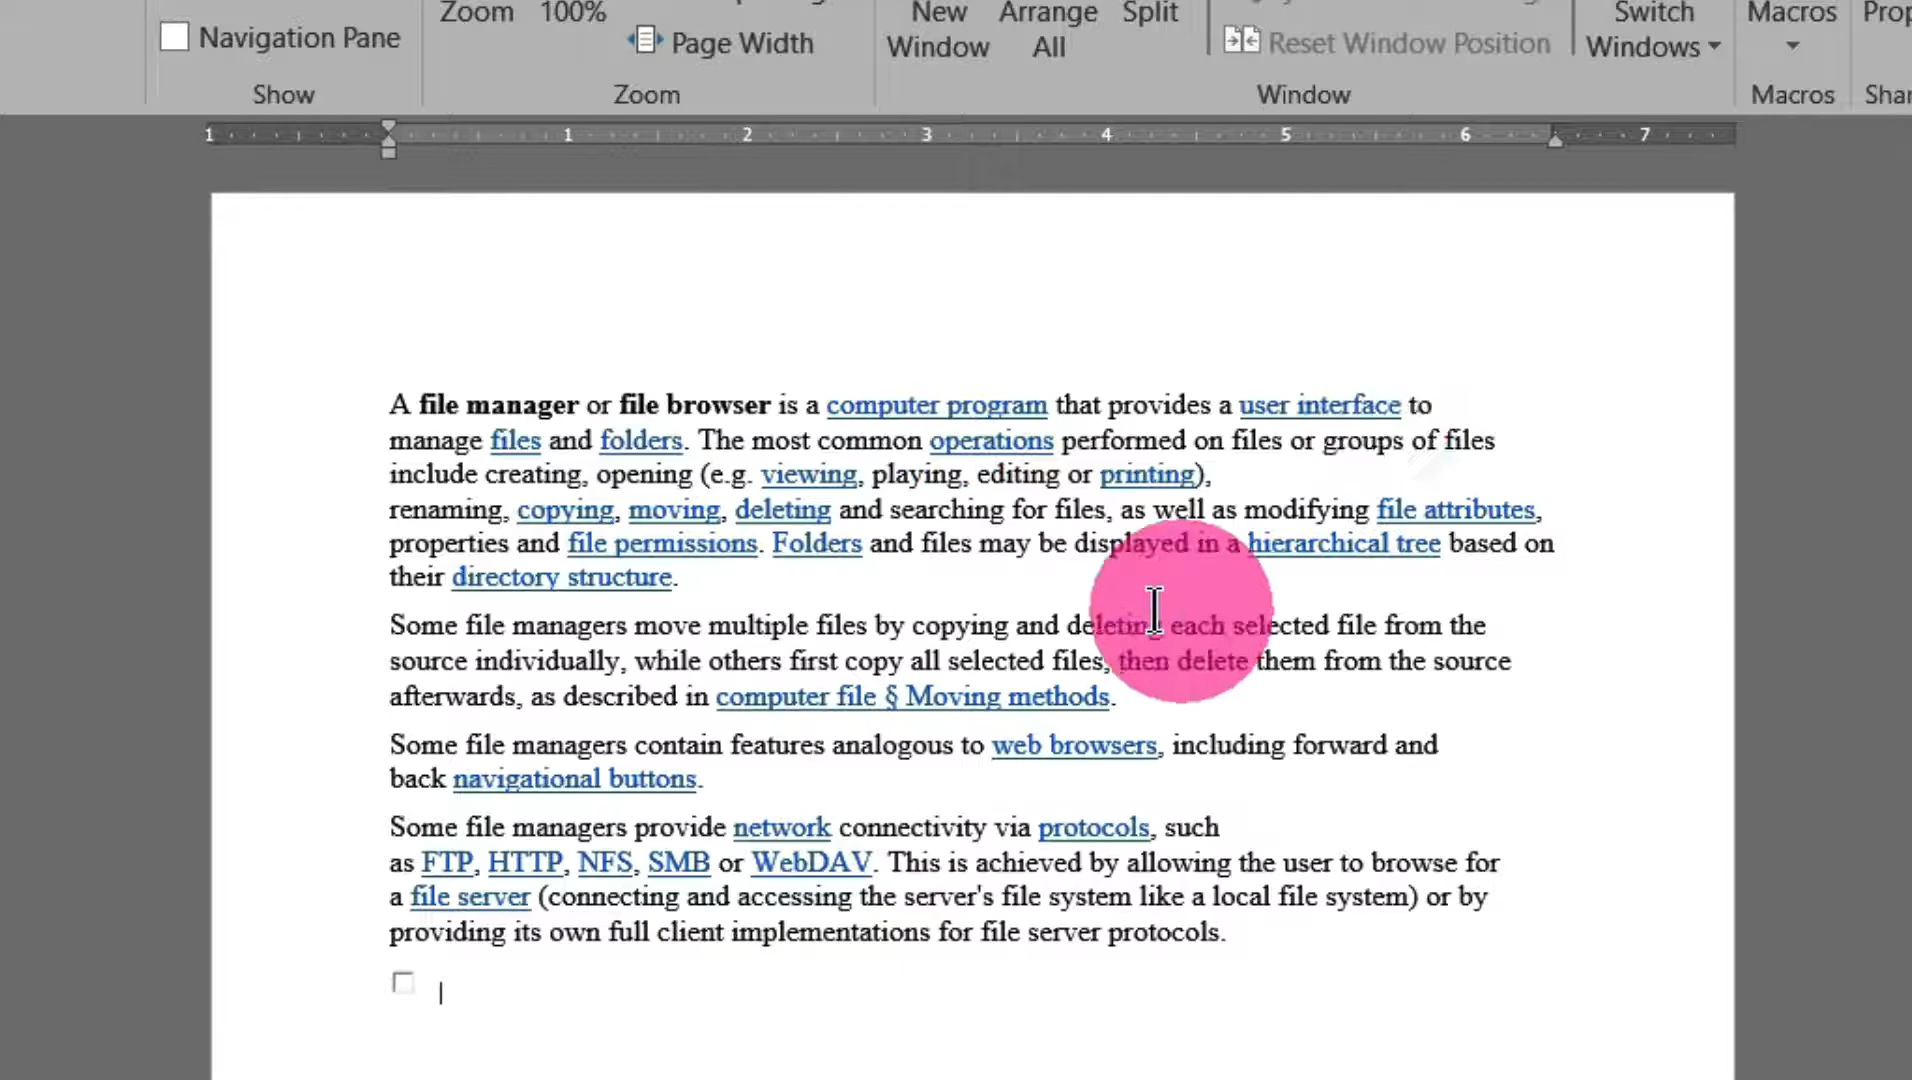 Zoom 100% New Arrange Split Switch Macros
Navigation Pane Page Width Window All Reset Window Position Windows
Show Zoom Window Macros
1 1 2 3 4 5 6 7
A file manager or file browser is a computer program that provides a user interface to
manage files and folders. The most common operations performed on files or groups of files
include creating, opening (e.g. viewing, playing, editing or printing),
renaming, copying, moving, deleting and searching for files, as well as modifying file attributes,
properties and file permissions. Folders and files may be displayed in a hierarchical tree based on
their directory structure.
Some file managers move multiple files by copying and deleting each selected file from the
source individually, while others first copy all selected files, then delete them from the source
afterwards, as described in computer file § Moving methods.
Some file managers contain features analogous to web browsers, including forward and
back navigational buttons.
Some file managers provide network connectivity via protocols, such
as FTP, HTTP, NFS, SMB or WebDAV. This is achieved by allowing the user to browse for
a file server (connecting and accessing the server's file system like a local file system) or by
providing its own full client implementations for file server protocols.